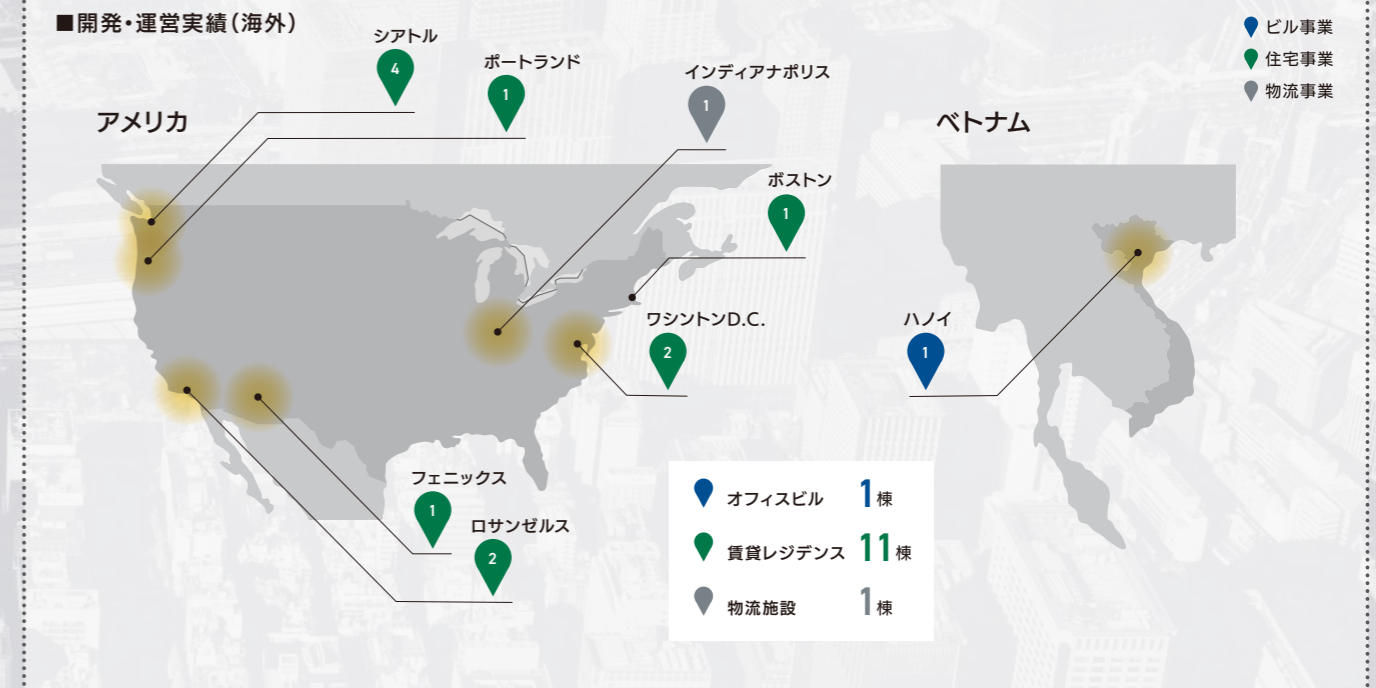 ■開発・運営実績(海外)
ビル事業
住宅事業
物流事業
アメリカ
シアトル
4
ポートランド
1
インディアナポリス
1
ボストン
1
ワシントンD.C.
2
フェニックス
1
ロサンゼルス
2
ベトナム
ハノイ
1
オフィスビル 1棟
賃貸レジデンス 11棟
物流施設 1棟